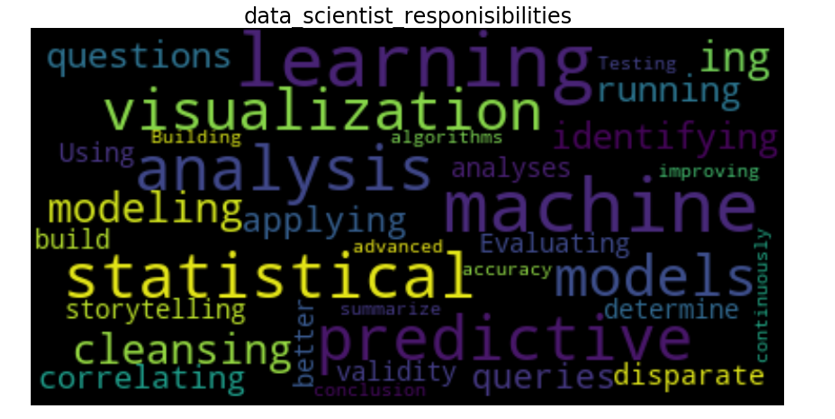 data_scientist_responisibilities
questions learning Testing ing
running
visualization
Building algorithms identifying
Using analysis analyses improving
modeling applying machine
build advanced Evaluating
statistical accuracy models continuously
storytelling better summarize determine
cleansing predictive
correlating validity queries disparate
conclusion